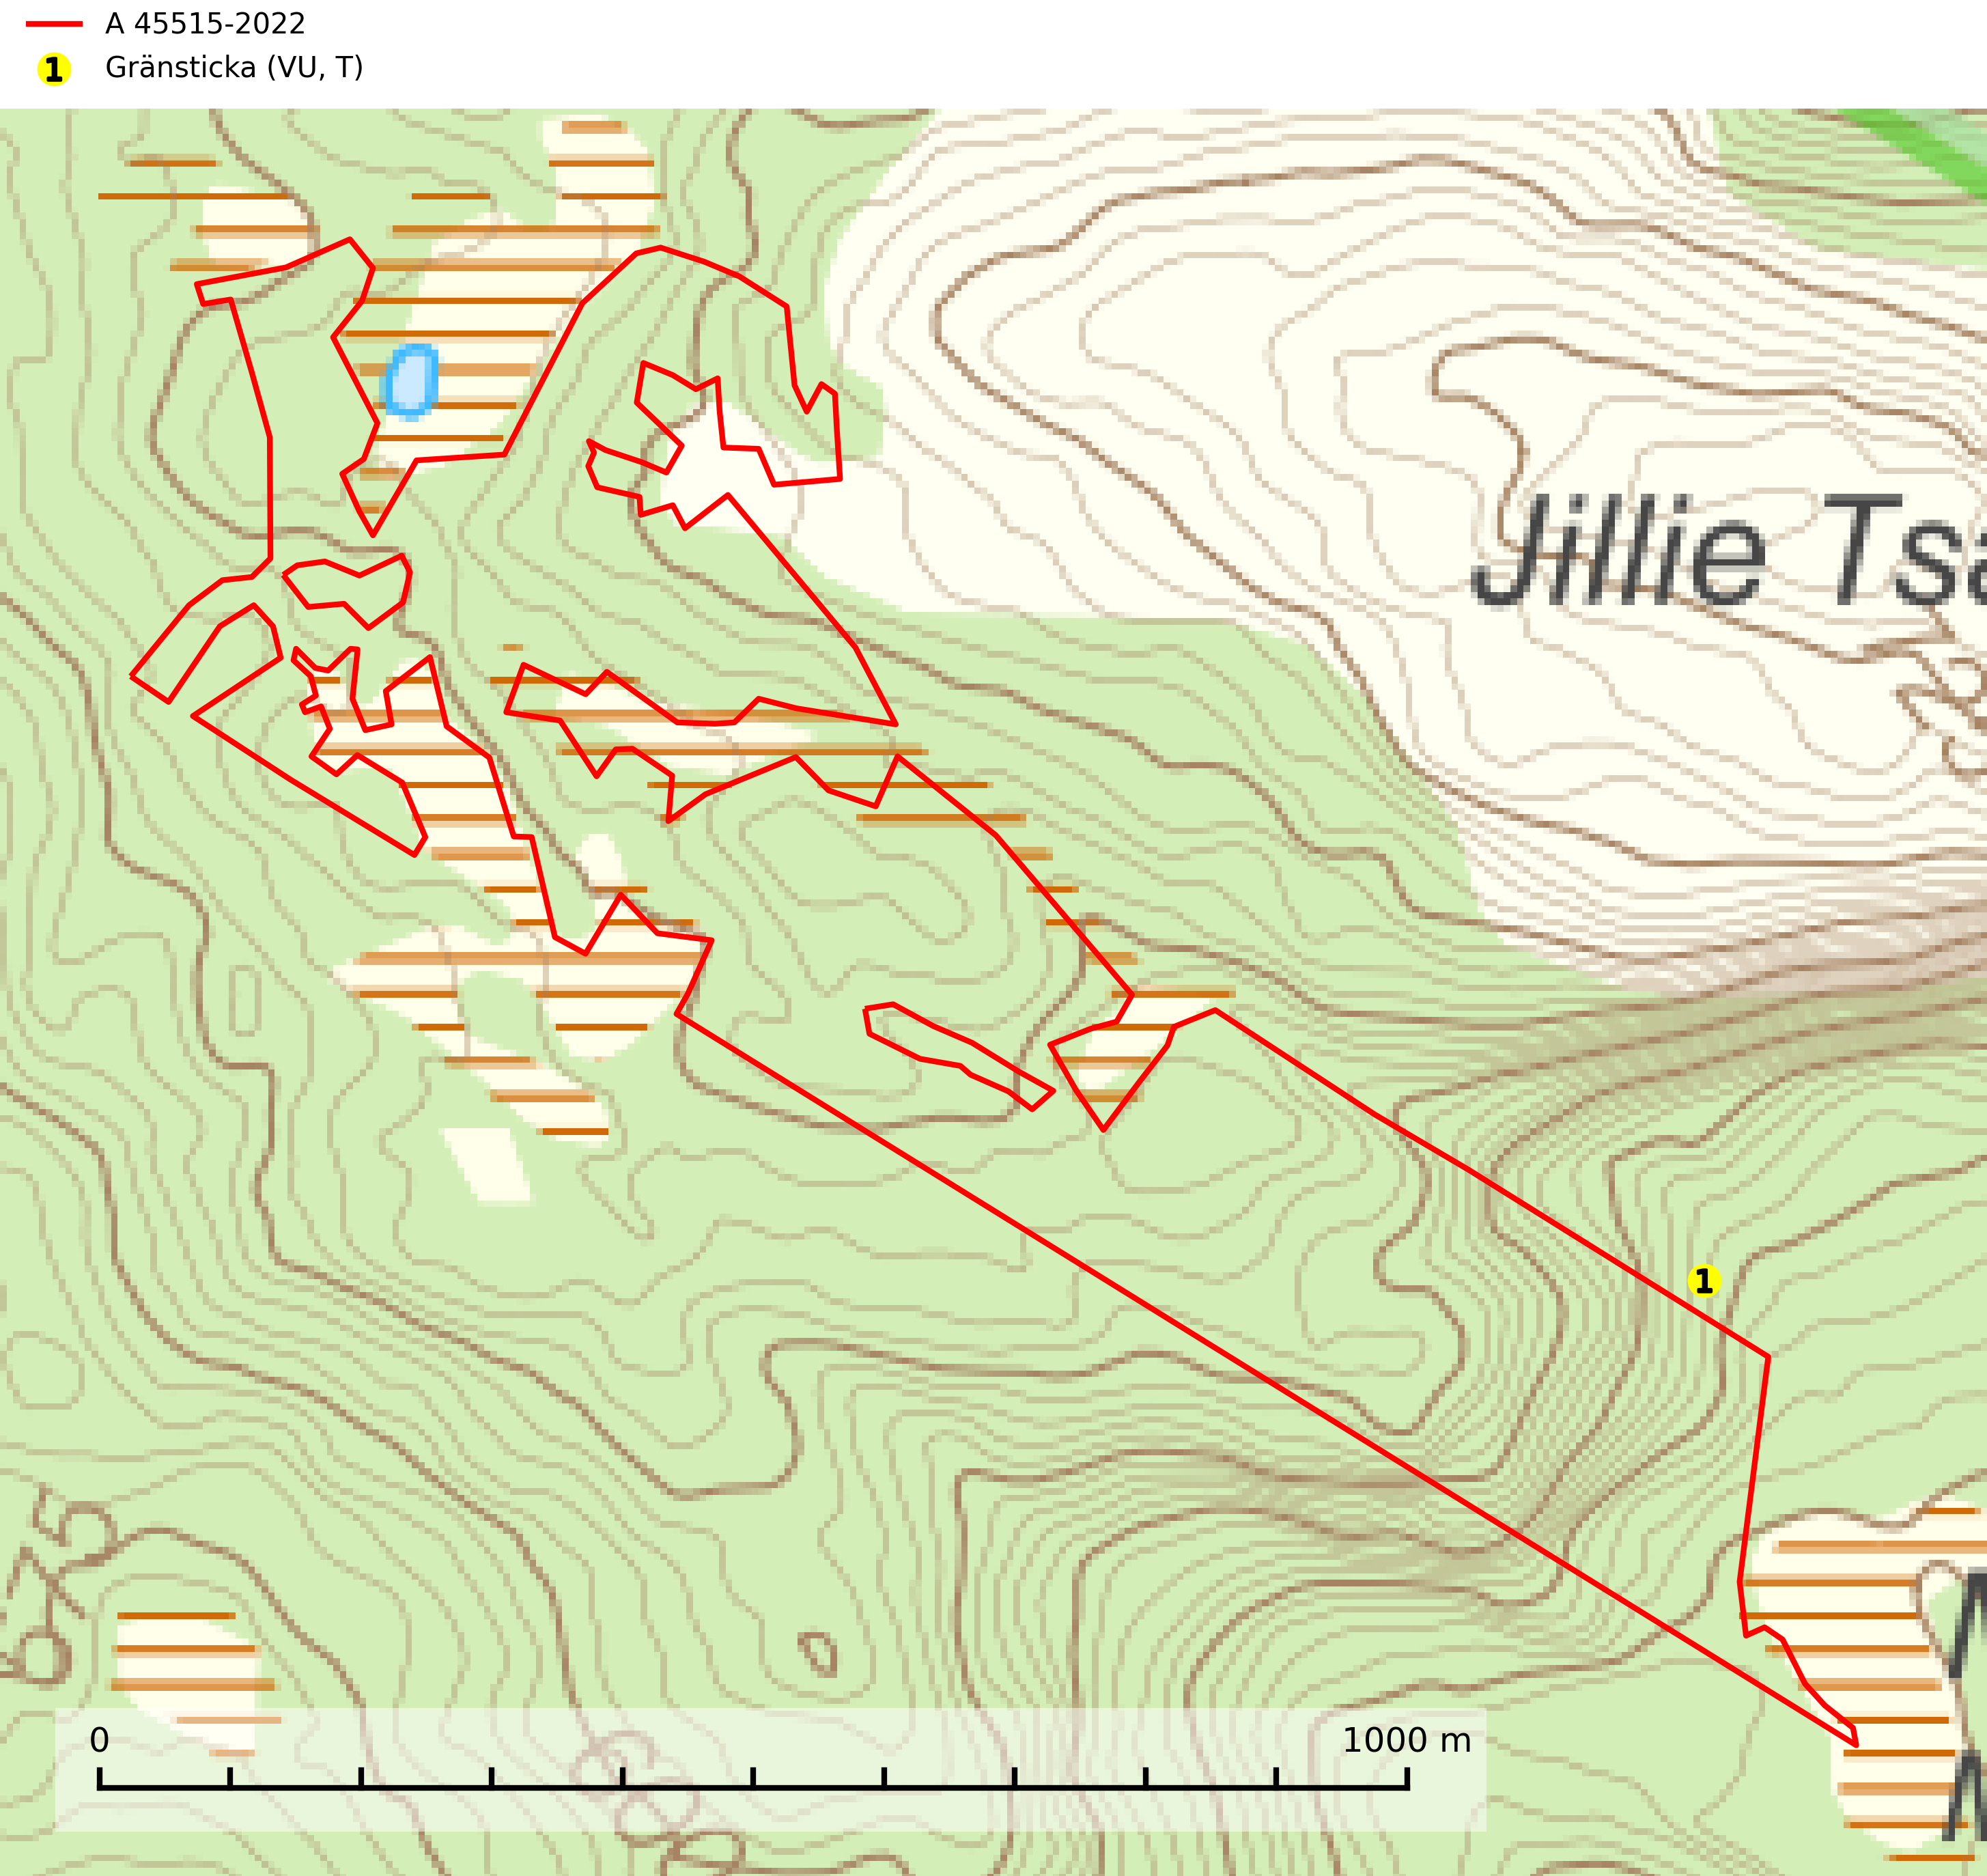 A 45515-2022
1 Gränsticka (VU, T)
Jillie Tsa
1
0 1000 m